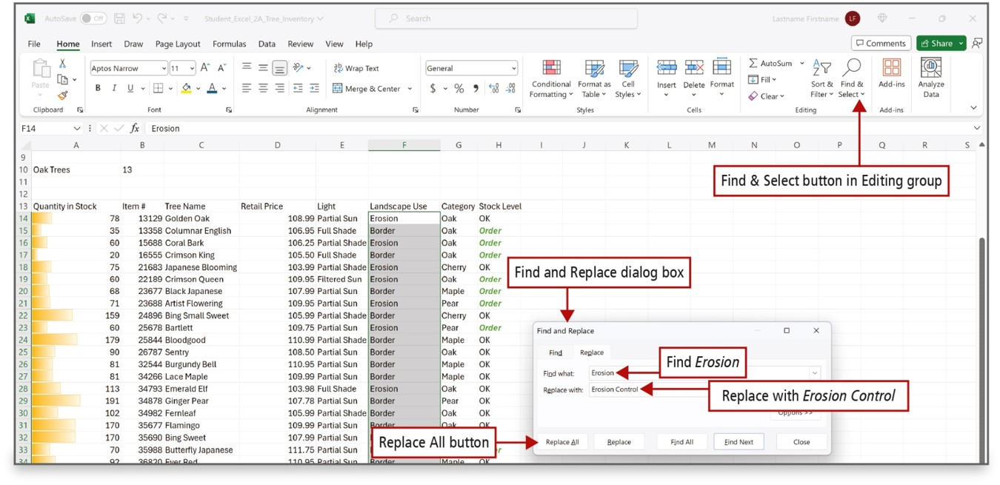 AutoSave Off Student_Excel_2A_Tree_Inventory Search Lastname Firstname LF
File Home Insert Draw Page Layout Formulas Data Review View Help Comments Share
Aptos Narrow 11 Wrap Text General AutoSum
Paste Conditional Formatting Format as Table Cell Styles Insert Delete Format Fill Sort & Filter Find & Select Add-ins Analyze Data
B I U Merge & Center $ % Clear
Clipboard Font Alignment Number Styles Cells Editing Add-ins
F14 fx Erosion
A B C D E F G H I J K L M N O P Q R S
9
10 Oak Trees 13
Find & Select button in Editing group
11
12
13 Quantity in Stock Item # Tree Name Retail Price Light Landscape Use Category Stock Level
14 78 13129 Golden Oak 108.99 Partial Sun Erosion Oak OK
15 35 13358 Columnar English 106.95 Full Shade Border Oak Order
16 60 15688 Coral Bark 106.25 Partial Shade Erosion Oak Order
17 20 16555 Crimson King 105.50 Full Shade Border Oak Order
18 75 21683 Japanese Blooming 103.99 Partial Shade Erosion Cherry OK
19 60 22189 Crimson Queen 109.95 Filtered Sun Erosion Oak Order
20 68 23677 Black Japanese 107.99 Partial Sun Border Maple Order
21 71 23688 Artist Flowering 109.95 Partial Sun Erosion Pear Order
22 159 24896 Bing Small Sweet 105.99 Partial Shade Border Cherry OK
23 60 25678 Bartlett 109.75 Partial Sun Erosion Pear Order
24 179 25844 Bloodgood 110.99 Partial Shade Border Maple OK
25 90 26787 Sentry 108.50 Partial Sun Border Oak OK
26 81 32544 Burgundy Bell 110.95 Partial Sun Border Maple OK
27 81 34266 Lace Maple 109.99 Partial Sun Border Maple OK
28 113 34793 Emerald Elf 103.98 Full Shade Erosion Oak OK
29 191 34878 Ginger Pear 107.78 Partial Sun Border Pear OK
30 102 34982 Fernleaf 105.99 Partial Shade Border Oak OK
31 170 35677 Flamingo 109.99 Partial Sun Border Oak OK
32 170 35690 Bing Sweet 107.99 Partial
33 70 35988 Butterfly Japanese 111.75 Partial
34 92 36820 Ever Red 110.95 Partial Sun Border Maple OK
Find and Replace dialog box
Find and Replace
Find Replace
Find what: Erosion
Find Erosion
Replace with: Erosion Control
Replace with Erosion Control
Options >>
Replace All button
Replace All Replace Find All Find Next Close